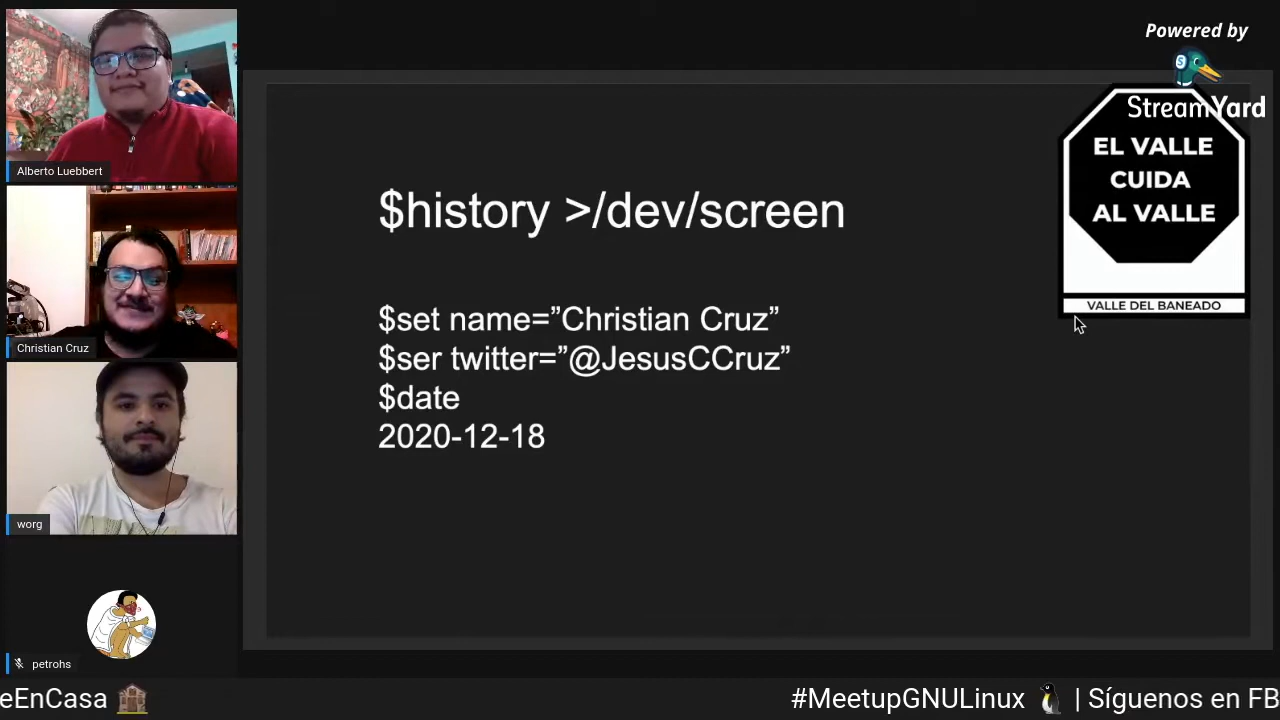 Powered by
StreamYard
EL VALLE
CUIDA
AL VALLE
VALLE DEL BANEADO
$history >/dev/screen
$set name=”Christian Cruz”
$ser twitter=”@JesusCCruz”
$date
2020-12-18
Alberto Luebbert
Christian Cruz
worg
petrohs
eEnCasa 🏚️ #MeetupGNULinux 🐧 | Síguenos en FB